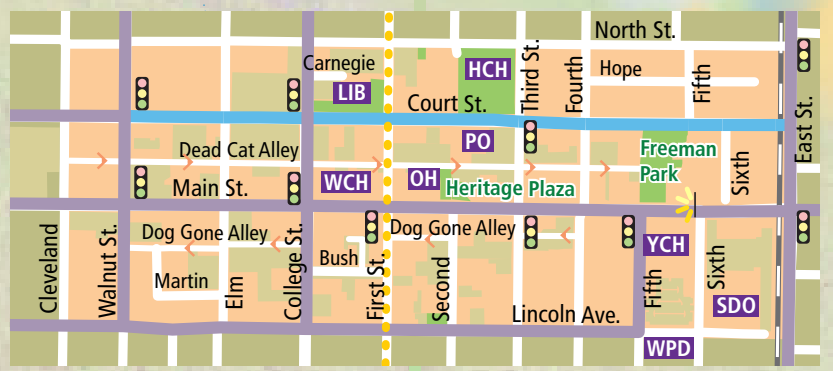 North St.
Carnegie
HCH
Hope
LIB
Court St.
Third St.
Fourth
Fifth
East St.
PO
Dead Cat Alley
Freeman
Park
WCH
OH
Heritage Plaza
Main St.
Sixth
Cleveland
Walnut St.
Dog Gone Alley
Elm
College St.
Bush
First St.
Dog Gone Alley
Second
YCH
Martin
Fifth
Sixth
SDO
Lincoln Ave.
WPD